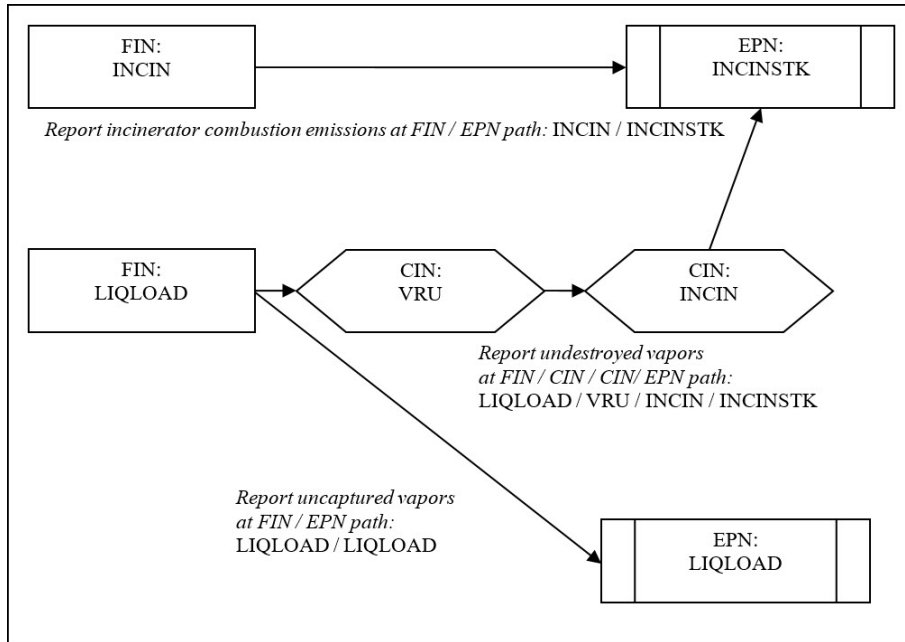 FIN:
INCIN
EPN:
INCINSTK
Report incinerator combustion emissions at FIN / EPN path: INCIN / INCINSTK
FIN:
LIQLOAD
CIN:
VRU
CIN:
INCIN
Report undestroyed vapors
at FIN / CIN / CIN/ EPN path:
LIQLOAD / VRU / INCIN / INCINSTK
Report uncaptured vapors
at FIN / EPN path:
LIQLOAD / LIQLOAD
EPN:
LIQLOAD